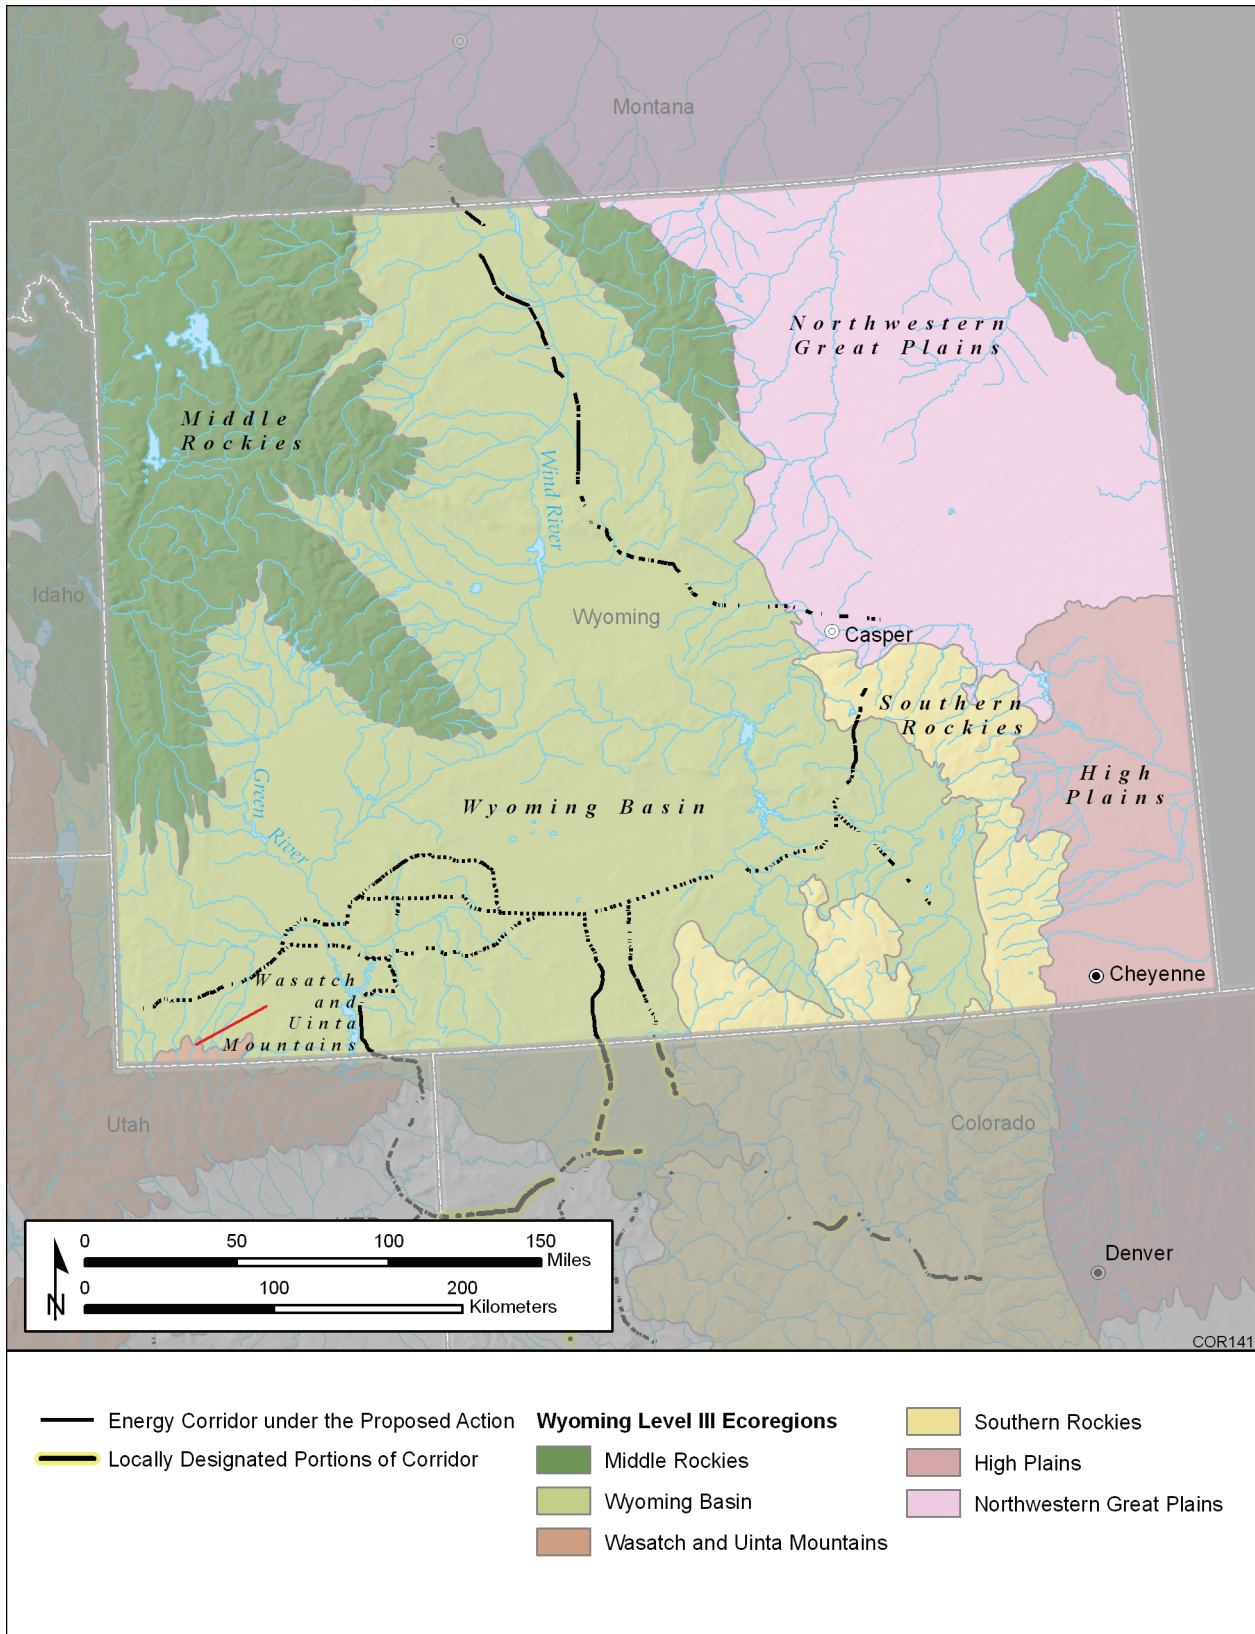 Montana
Northwestern
Great Plains
Middle
Rockies
Wind River
Idaho
Wyoming
Casper
Southern
Rockies
High
Plains
Green River
Wyoming Basin
Wasatch
and
Uinta
Mountains
Cheyenne
Utah
Colorado
Denver
0 50 100 150
Miles
0 100 200
Kilometers
N
COR141
Energy Corridor under the Proposed Action
Locally Designated Portions of Corridor
Wyoming Level III Ecoregions
Middle Rockies
Wyoming Basin
Wasatch and Uinta Mountains
Southern Rockies
High Plains
Northwestern Great Plains